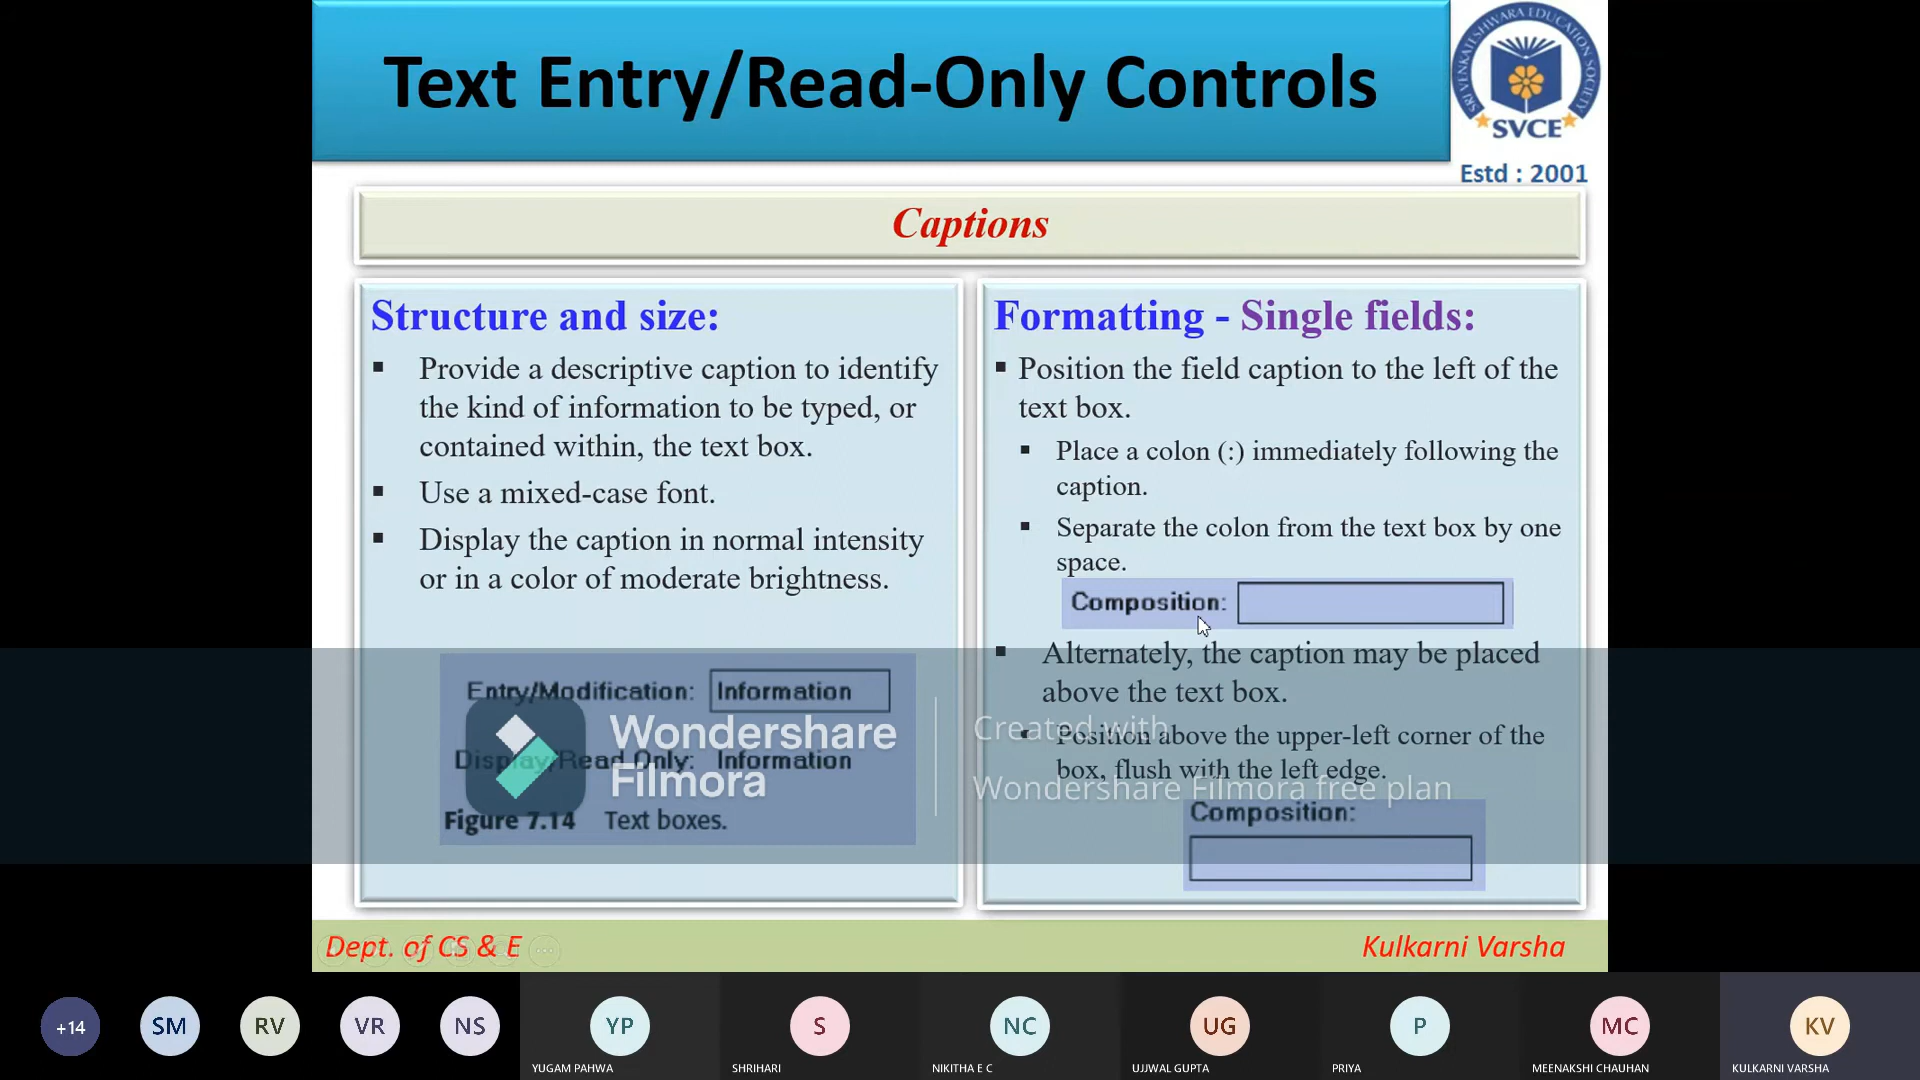 Text Entry/Read-Only Controls
SRI VENKATESHWARA EDUCATION SOCIETY
SVCE
Estd : 2001
Captions
Structure and size:
▪ Provide a descriptive caption to identify
the kind of information to be typed, or
contained within, the text box.
▪ Use a mixed-case font.
▪ Display the caption in normal intensity
or in a color of moderate brightness.
Entry/Modification: Information
Display/Read Only: Information
Figure 7.14 Text boxes.
Formatting - Single fields:
▪ Position the field caption to the left of the
text box.
▪ Place a colon (:) immediately following the
caption.
▪ Separate the colon from the text box by one
space.
Composition:
▪ Alternately, the caption may be placed
above the text box.
▪ Position above the upper-left corner of the
box, flush with the left edge.
Composition:
Wondershare
Filmora
Created with
Wondershare Filmora free plan
Dept. of CS & E
Kulkarni Varsha
+14
SM
RV
VR
NS
YP
YUGAM PAHWA
S
SHRIHARI
NC
NIKITHA E C
UG
UJJWAL GUPTA
P
PRIYA
MC
MEENAKSHI CHAUHAN
KV
KULKARNI VARSHA